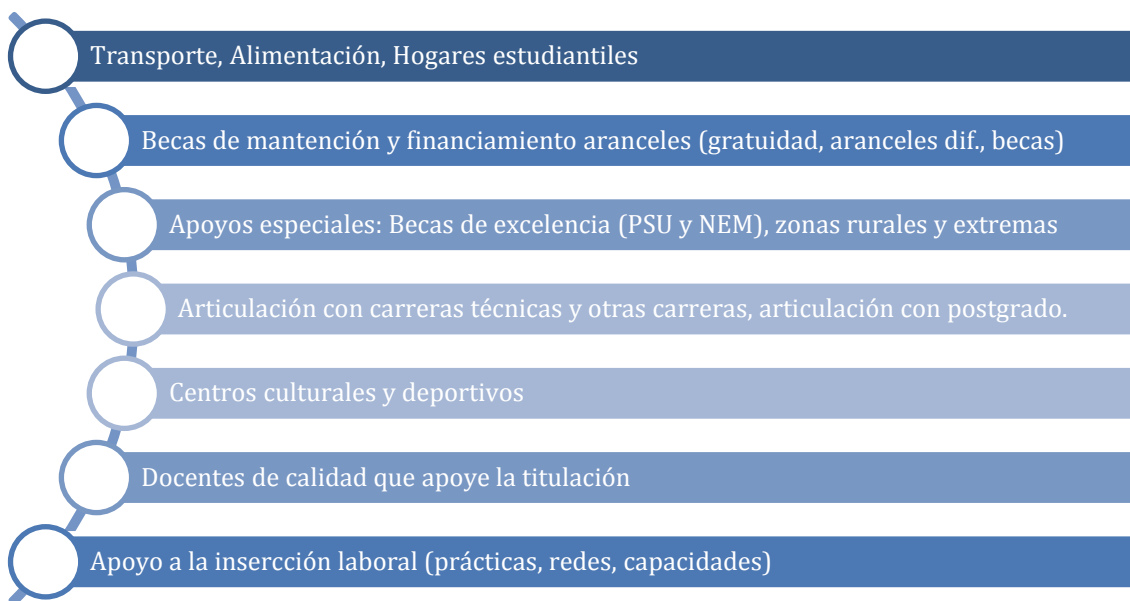 Transporte, Alimentación, Hogares estudiantiles
Becas de mantención y financiamiento aranceles (gratuidad, aranceles dif., becas)
Apoyos especiales: Becas de excelencia (PSU y NEM), zonas rurales y extremas
Articulación con carreras técnicas y otras carreras, articulación con postgrado.
Centros culturales y deportivos
Docentes de calidad que apoye la titulación
Apoyo a la insercción laboral (prácticas, redes, capacidades)